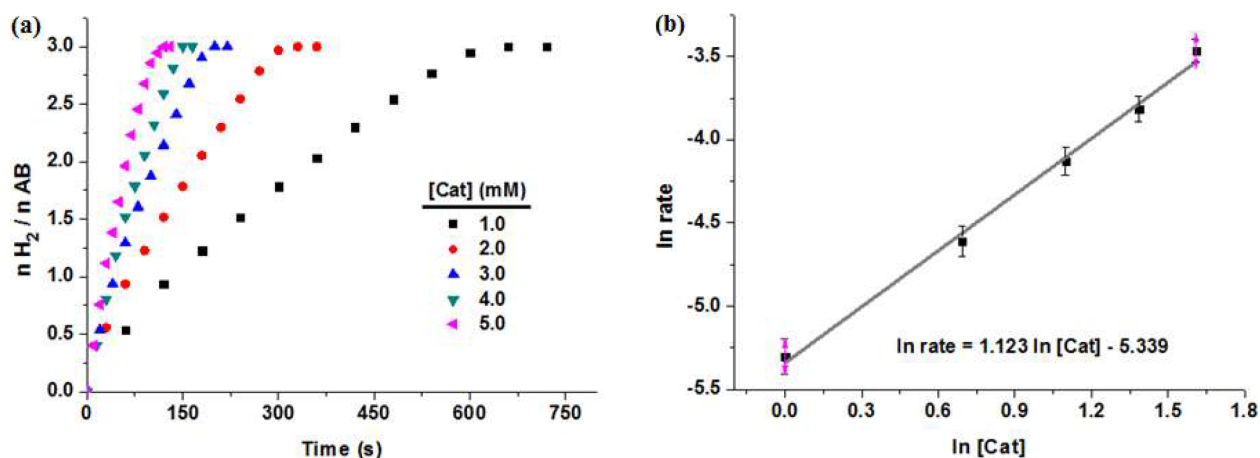 (a)
n H2 / n AB
3.0
2.5
2.0
1.5
1.0
0.5
0.0
[Cat] (mM)
1.0
2.0
3.0
4.0
5.0
0 150 300 450 600 750
Time (s)
(b)
ln rate
-3.5
-4.0
-4.5
-5.0
-5.5
ln rate = 1.123 ln [Cat] - 5.339
0.0 0.3 0.6 0.9 1.2 1.5 1.8
ln [Cat]